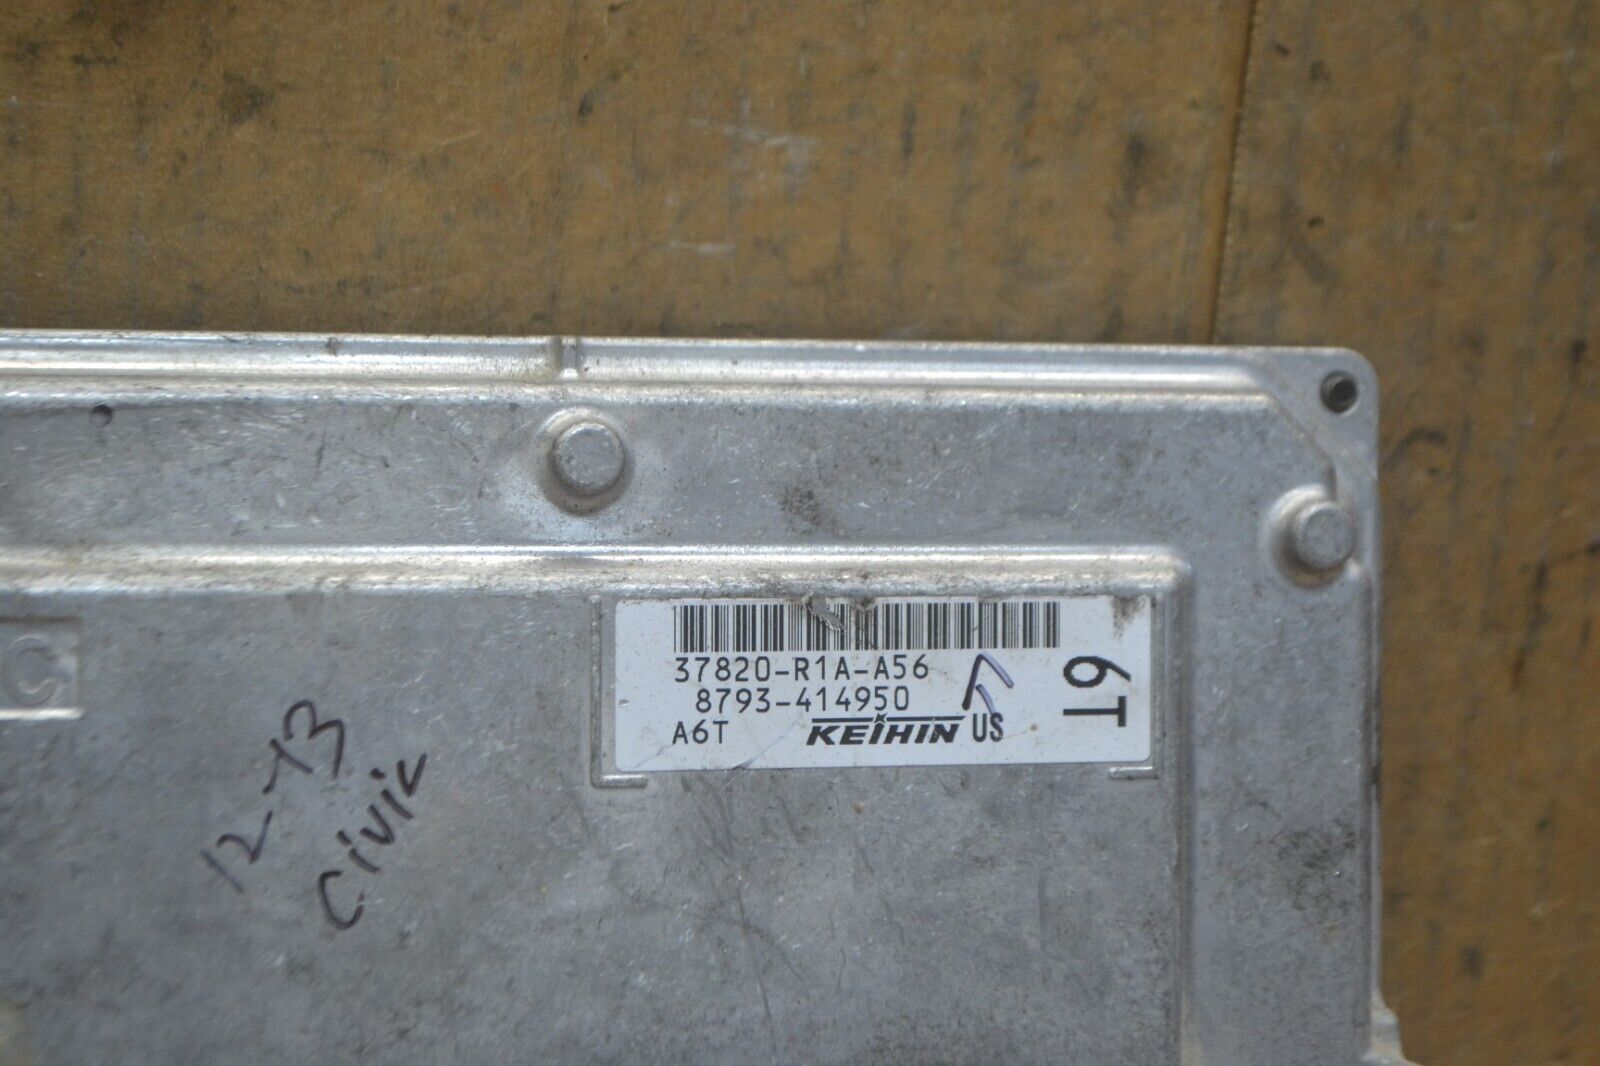 37820-R1A-A56
8793-414950
A6T KEIHIN US
6T
C
12-13
Civic